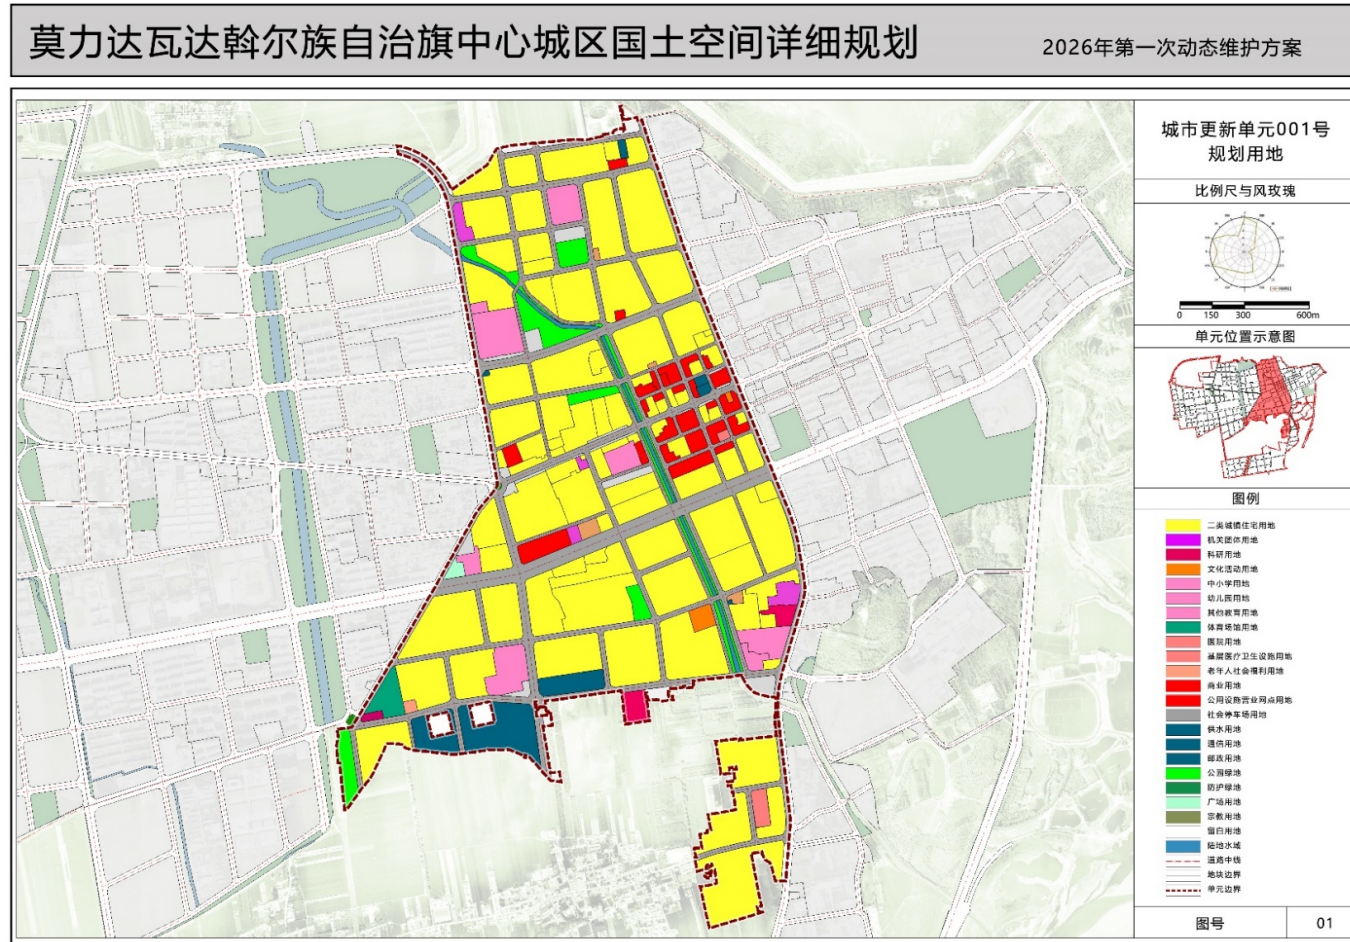 莫力达瓦达斡尔族自治旗中心城区国土空间详细规划
2026年第一次动态维护方案
城市更新单元001号
规划用地
比例尺与风玫瑰
0 150 300 600m
单元位置示意图
图例
二类城镇住宅用地
机关团体用地
科研用地
文化活动用地
中小学用地
幼儿园用地
其他教育用地
体育场馆用地
医院用地
基层医疗卫生设施用地
老年人社会福利用地
商业用地
公用设施营业网点用地
社会停车场用地
供水用地
通信用地
邮政用地
公园绿地
防护绿地
广场用地
宗教用地
留白用地
陆地水域
道路中线
地块边界
单元边界
图号 01